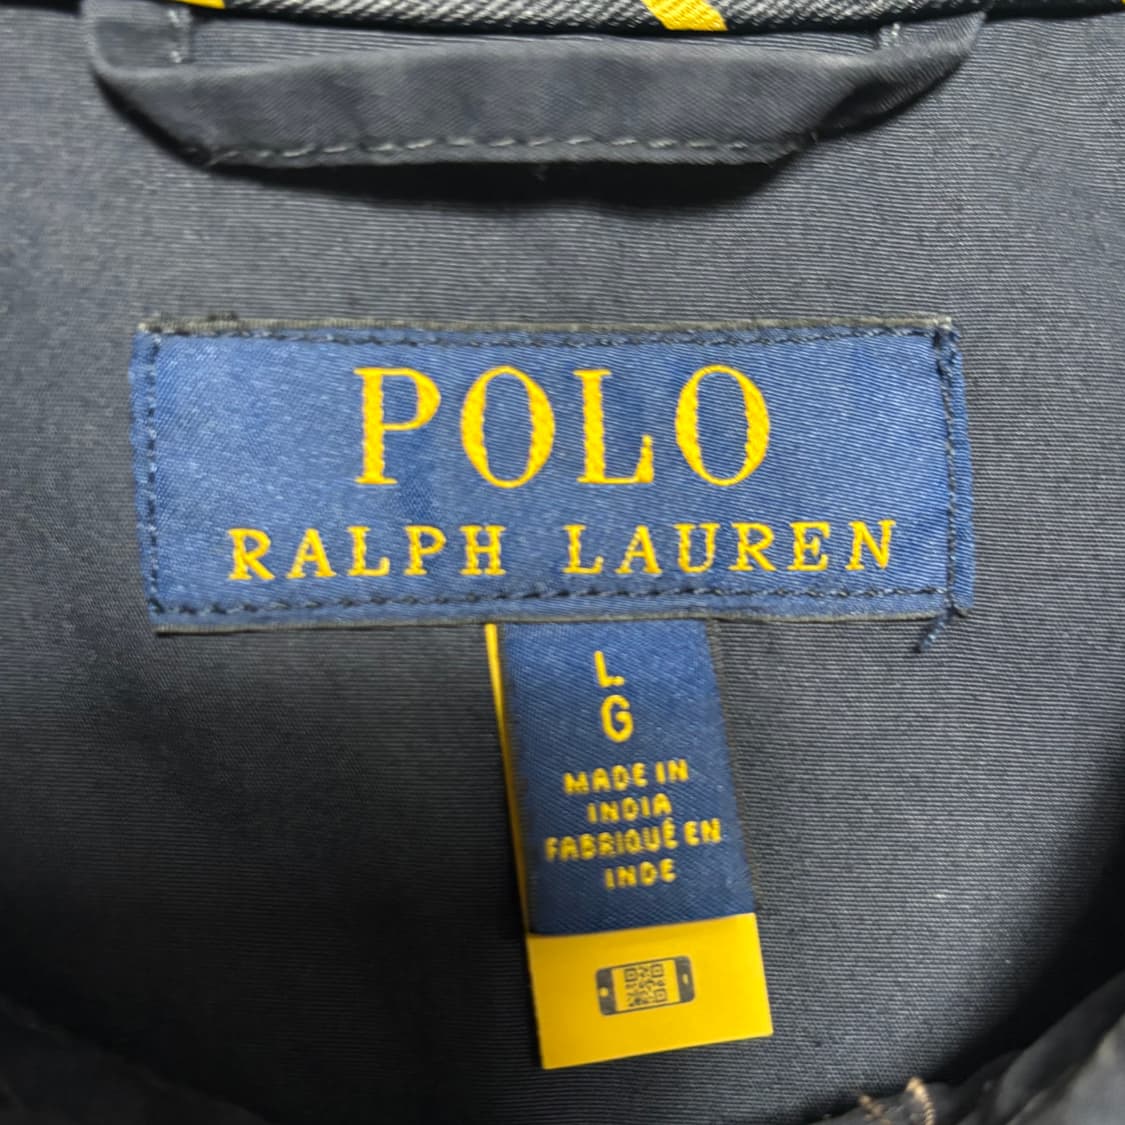 POLO
RALPH LAUREN
L
G
MADE IN
INDIA
FABRIQUÉ EN
INDE